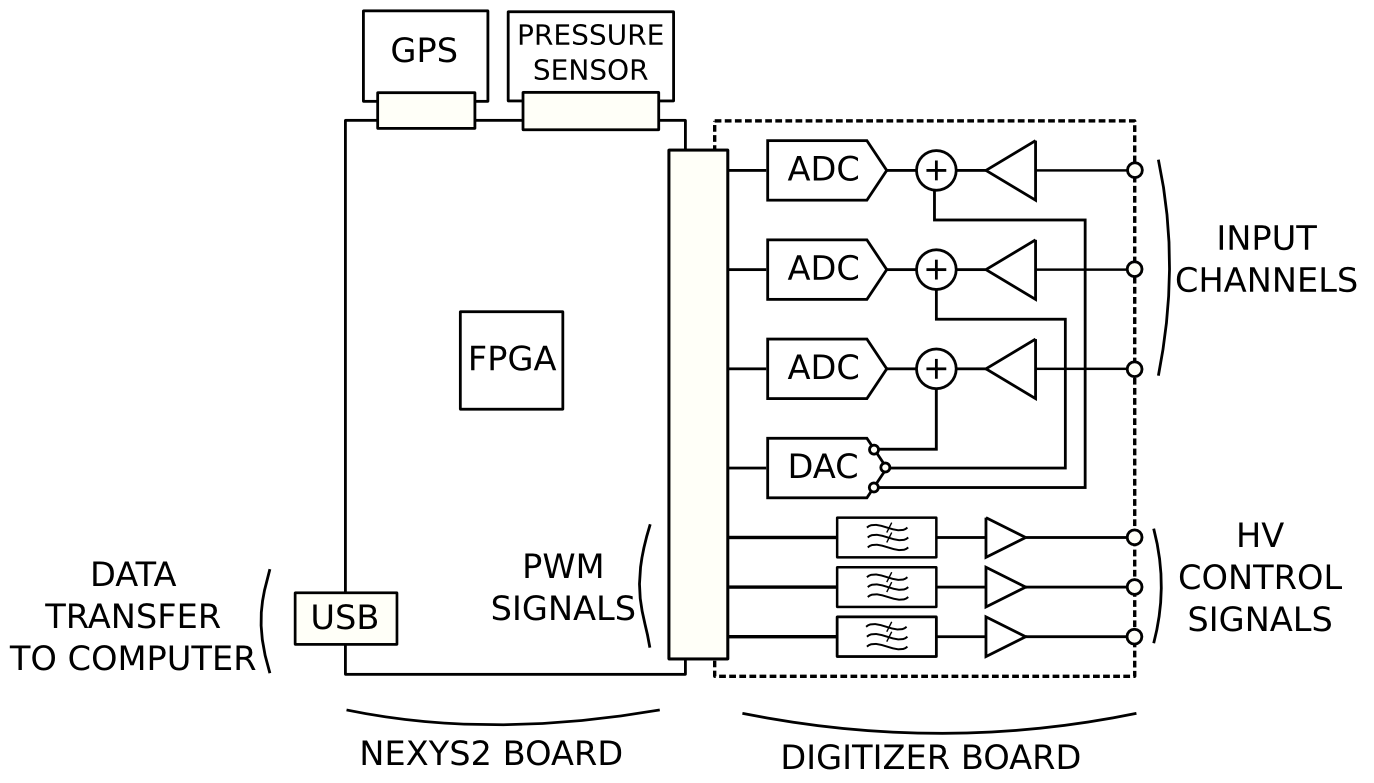 GPS
PRESSURE
SENSOR
ADC
+
INPUT
CHANNELS
ADC
+
FPGA
ADC
+
DAC
PWM
SIGNALS
HV
CONTROL
SIGNALS
DATA
TRANSFER
TO COMPUTER
USB
NEXYS2 BOARD
DIGITIZER BOARD